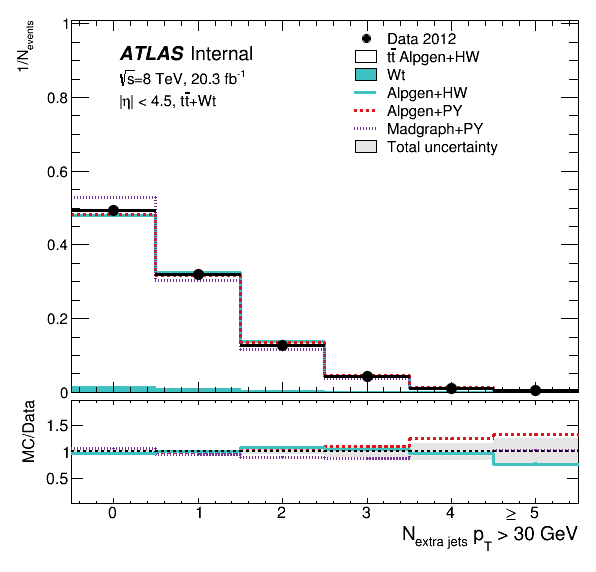 1/N_events
1
0.8
0.6
0.4
0.2
0
ATLAS Internal
√s=8 TeV, 20.3 fb⁻¹
|η| < 4.5, tt̄+Wt
Data 2012
tt̄ Alpgen+HW
Wt
Alpgen+HW
Alpgen+PY
Madgraph+PY
Total uncertainty
MC/Data
1.5
1
0.5
0 1 2 3 4 ≥ 5
N_extra jets p_T > 30 GeV